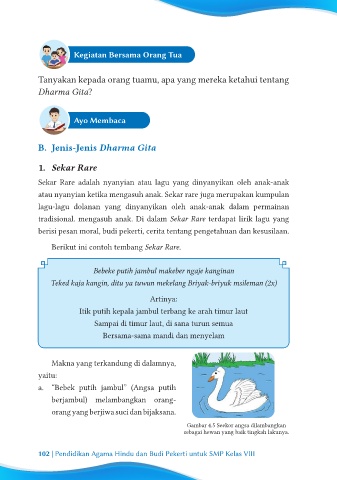 Kegiatan Bersama Orang Tua
Tanyakan kepada orang tuamu, apa yang mereka ketahui tentang
Dharma Gita?
Ayo Membaca
B. Jenis-Jenis Dharma Gita
1. Sekar Rare
Sekar Rare adalah nyanyian atau lagu yang dinyanyikan oleh anak-anak
atau nyanyian ketika mengasuh anak. Sekar rare juga merupakan kumpulan
lagu-lagu dolanan yang dinyanyikan oleh anak-anak dalam permainan
tradisional. mengasuh anak. Di dalam Sekar Rare terdapat lirik lagu yang
berisi pesan moral, budi pekerti, cerita tentang pengetahuan dan kesusilaan.
Berikut ini contoh tembang Sekar Rare.
Bebeke putih jambul makeber ngaje kanginan
Teked kaja kangin, ditu ya tuwun mekelang Briyak-briyuk msileman (2x)
Artinya:
Itik putih kepala jambul terbang ke arah timur laut
Sampai di timur laut, di sana turun semua
Bersama-sama mandi dan menyelam
Makna yang terkandung di dalamnya,
yaitu:
a. "Bebek putih jambul" (Angsa putih
berjambul) melambangkan orang-
orang yang berjiwa suci dan bijaksana.
Gambar 4.5 Seekor angsa dilambangkan
sebagai hewan yang baik tingkah lakunya.
102 | Pendidikan Agama Hindu dan Budi Pekerti untuk SMP Kelas VIII